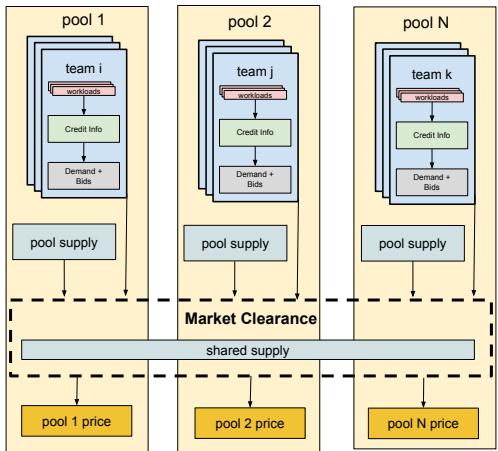 pool 1
pool 2
pool N
team i
workloads
Credit Info
Demand +
Bids
team j
workloads
Credit Info
Demand +
Bids
team k
workloads
Credit Info
Demand +
Bids
pool supply
pool supply
pool supply
Market Clearance
shared supply
pool 1 price
pool 2 price
pool N price